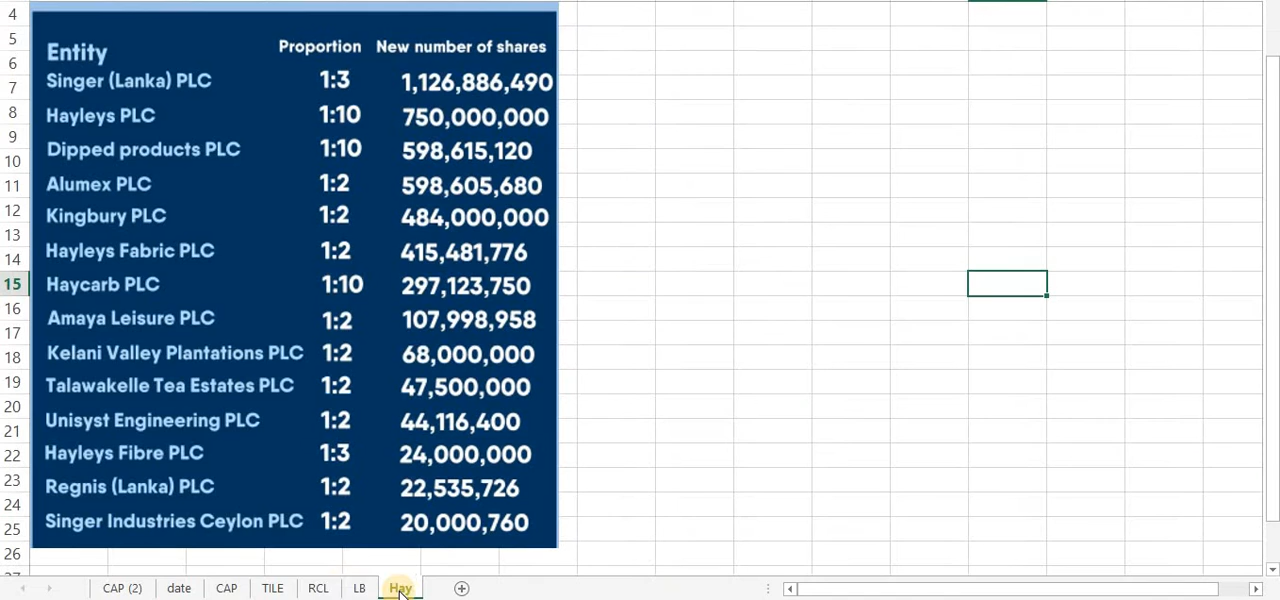 4
5
6
7
8
9
10
11
12
13
14
15
16
17
18
19
20
21
22
23
24
25
26
Entity Proportion New number of shares
Singer (Lanka) PLC 1:3 1,126,886,490
Hayleys PLC 1:10 750,000,000
Dipped products PLC 1:10 598,615,120
Alumex PLC 1:2 598,605,680
Kingbury PLC 1:2 484,000,000
Hayleys Fabric PLC 1:2 415,481,776
Haycarb PLC 1:10 297,123,750
Amaya Leisure PLC 1:2 107,998,958
Kelani Valley Plantations PLC 1:2 68,000,000
Talawakelle Tea Estates PLC 1:2 47,500,000
Unisyst Engineering PLC 1:2 44,116,400
Hayleys Fibre PLC 1:3 24,000,000
Regnis (Lanka) PLC 1:2 22,535,726
Singer Industries Ceylon PLC 1:2 20,000,760
CAP (2) date CAP TILE RCL LB Hay